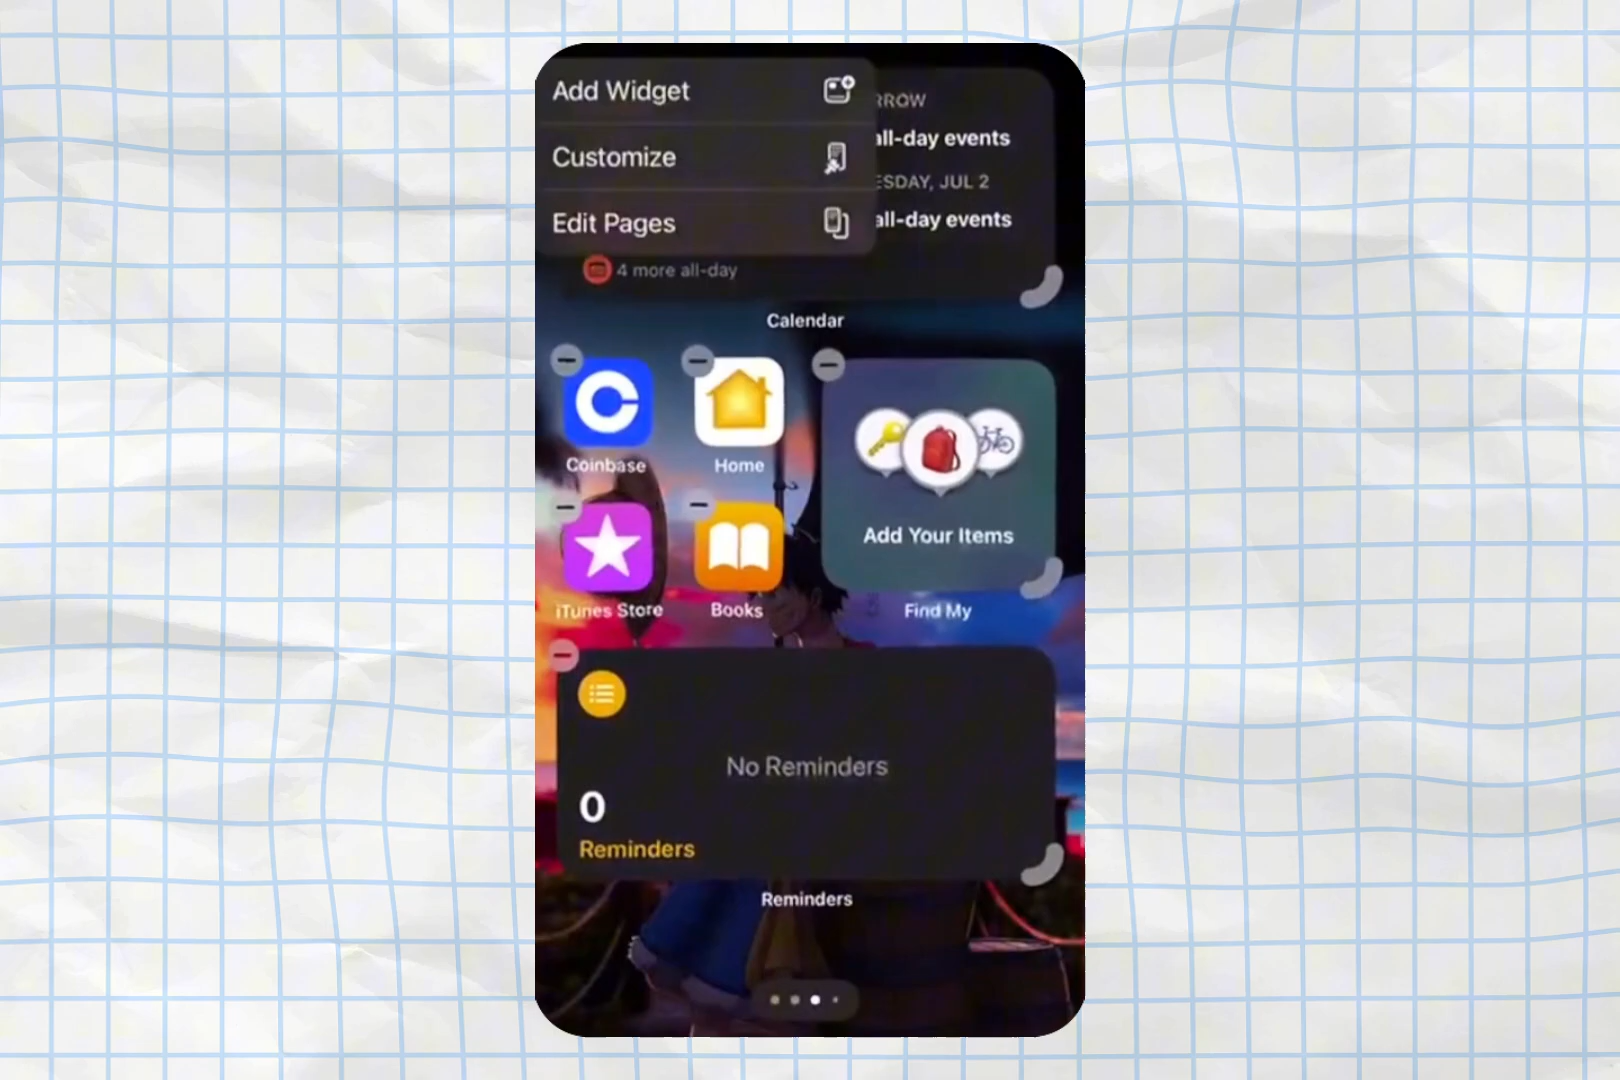 Add Widget
Customize
Edit Pages
RROW
all-day events
ESDAY, JUL 2
all-day events
4 more all-day
Calendar
Coinbase
Home
iTunes Store
Books
Add Your Items
Find My
No Reminders
0
Reminders
Reminders